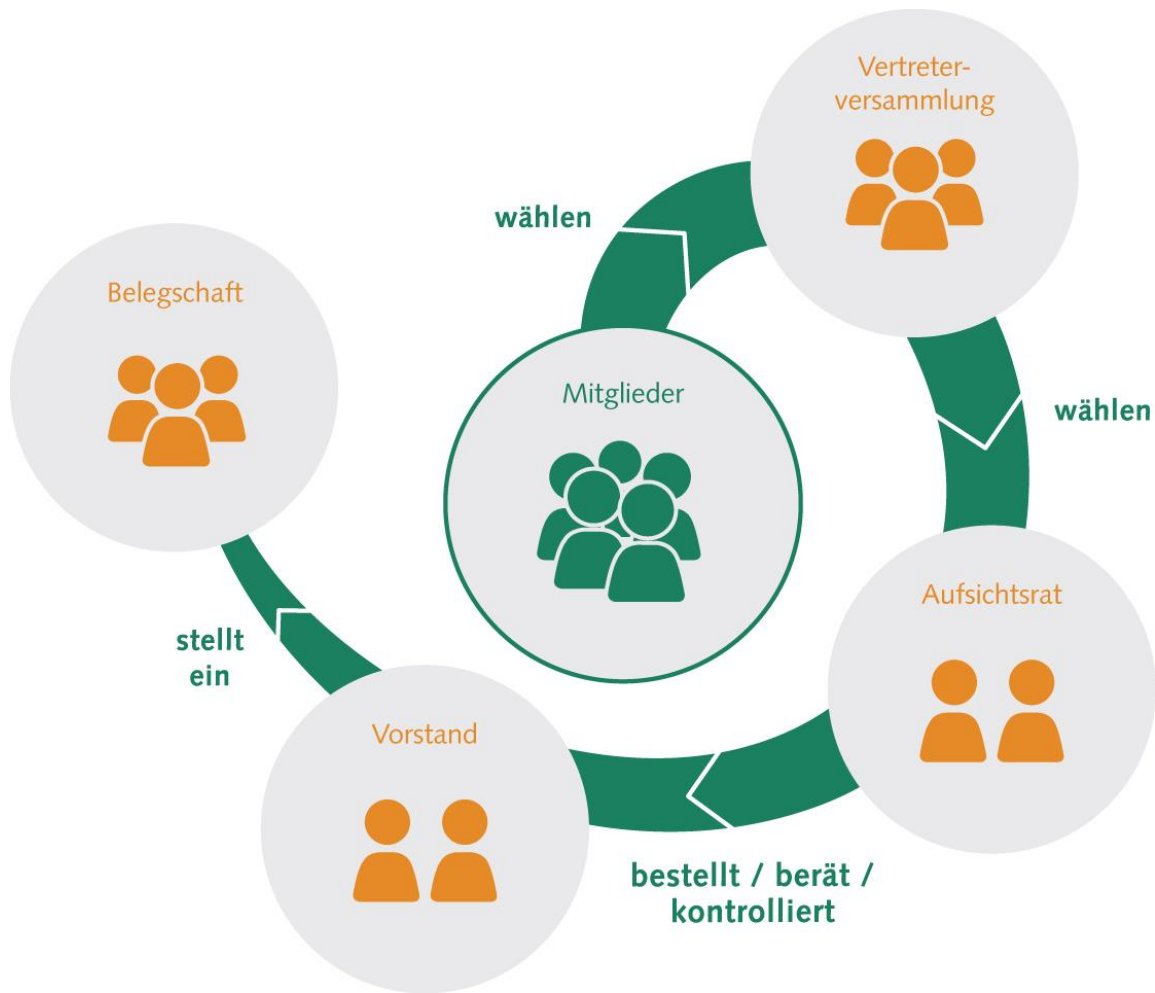 Vertreter-
versammlung
wählen
Belegschaft
Mitglieder
wählen
Aufsichtsrat
stellt
ein
Vorstand
bestellt / berät /
kontrolliert